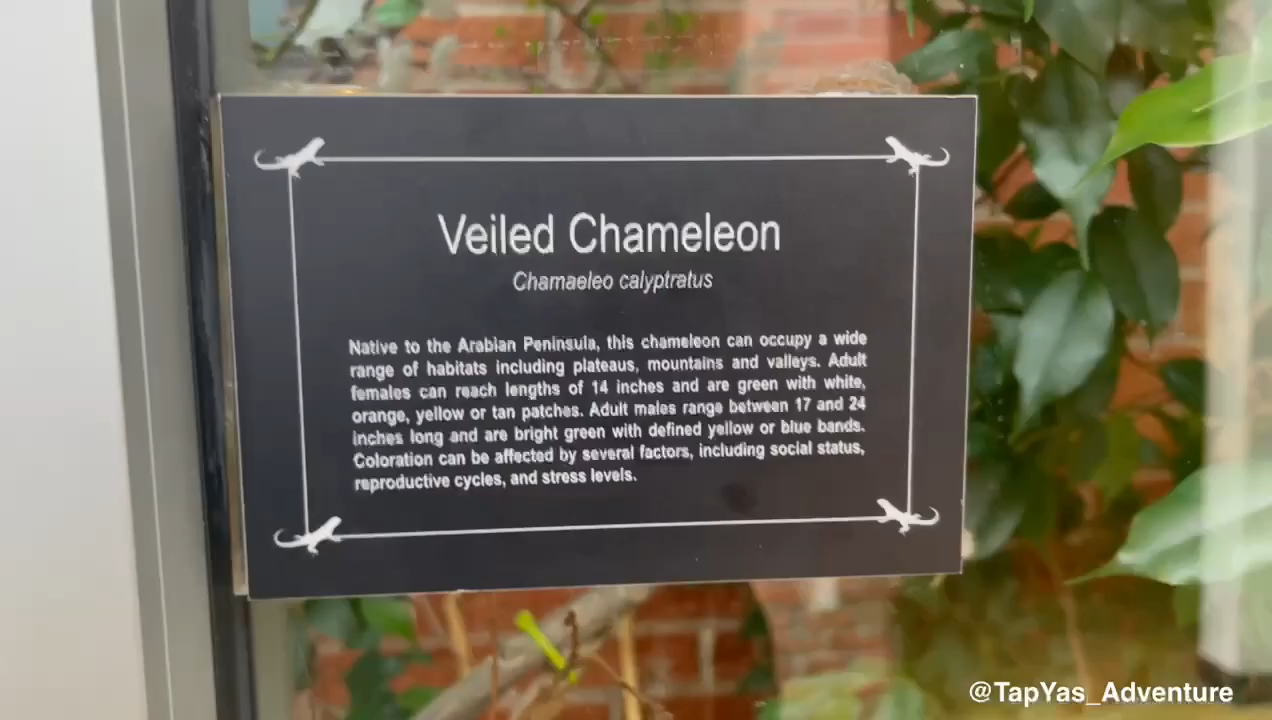 Veiled Chameleon
Chamaeleo calyptratus
Native to the Arabian Peninsula, this chameleon can occupy a wide
range of habitats including plateaus, mountains and valleys. Adult
females can reach lengths of 14 inches and are green with white,
orange, yellow or tan patches. Adult males range between 17 and 24
inches long and are bright green with defined yellow or blue bands.
Coloration can be affected by several factors, including social status,
reproductive cycles, and stress levels.
@TapYas_Adventure